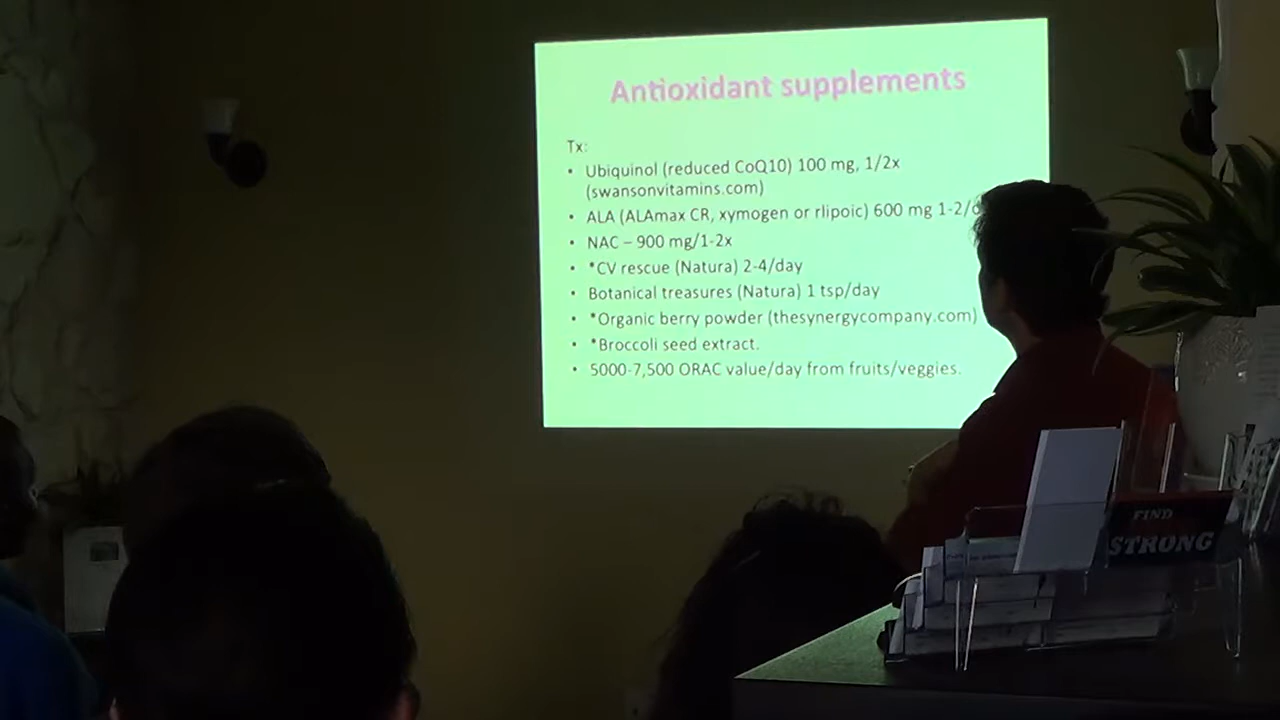 Antioxidant supplements
Tx:
• Ubiquinol (reduced CoQ10) 100 mg, 1/2x
(swansonvitamins.com)
• ALA (ALAmax CR, xymogen or rlipoic) 600 mg 1-2/d
• NAC – 900 mg/1-2x
• *CV rescue (Natura) 2-4/day
• Botanical treasures (Natura) 1 tsp/day
• *Organic berry powder (thesynergycompany.com)
• *Broccoli seed extract.
• 5000-7,500 ORAC value/day from fruits/veggies.
FIND
STRONG